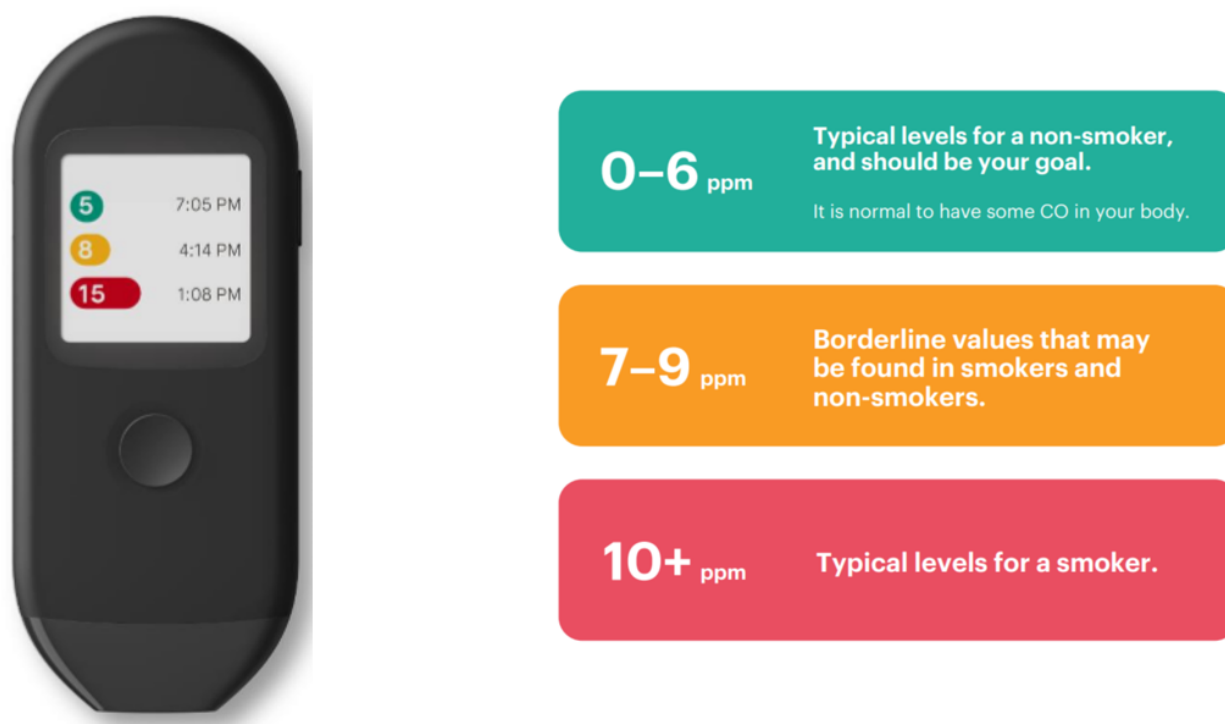 5 7:05 PM
8 4:14 PM
15 1:08 PM
0–6 ppm
Typical levels for a non-smoker,
and should be your goal.
It is normal to have some CO in your body.
7–9 ppm
Borderline values that may
be found in smokers and
non-smokers.
10+ ppm
Typical levels for a smoker.